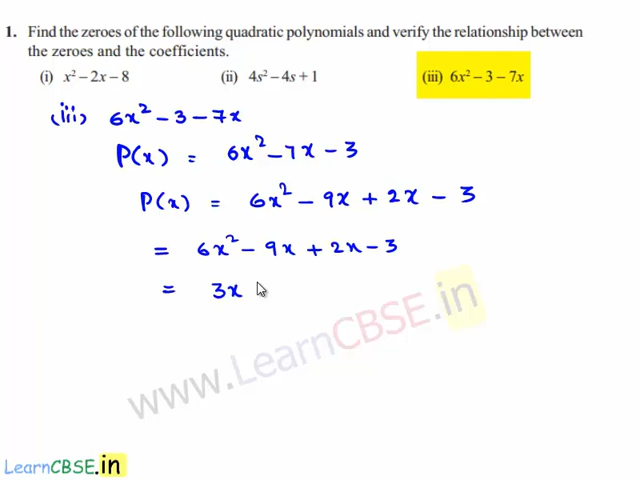 1. Find the zeroes of the following quadratic polynomials and verify the relationship between
the zeroes and the coefficients.
(i) x² – 2x – 8 (ii) 4s² – 4s + 1 (iii) 6x² – 3 – 7x
(iii) 6x² – 3 – 7x
P(x) = 6x² – 7x – 3
P(x) = 6x² – 9x + 2x – 3
= 6x² – 9x + 2x – 3
= 3x
www.LearnCBSE.in
LearnCBSE.in